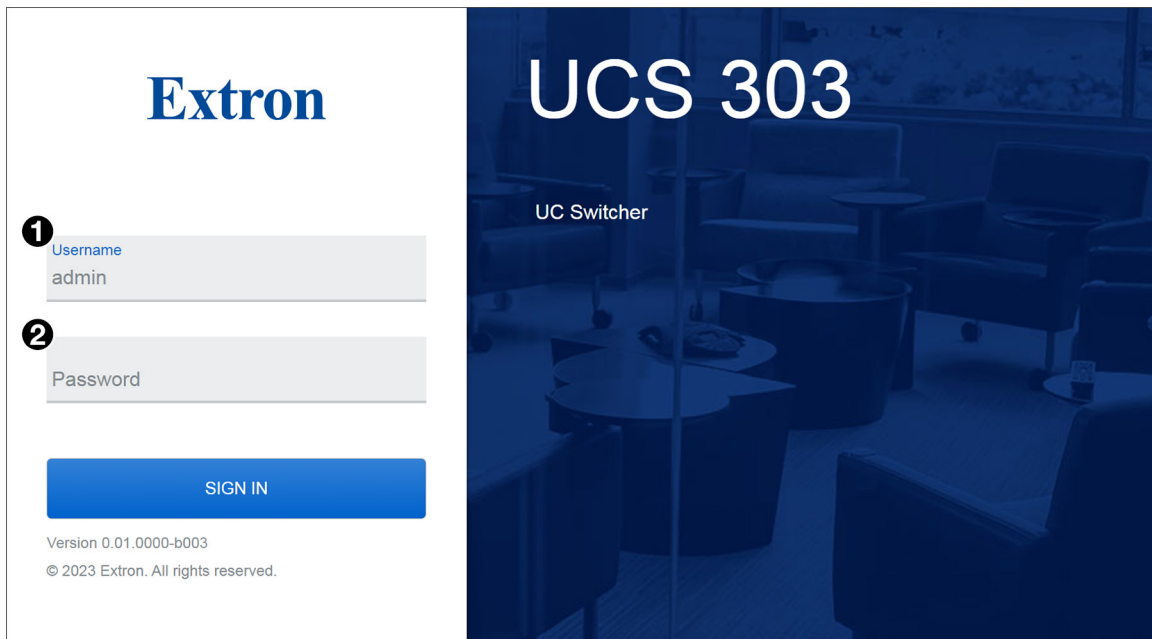 Extron
UCS 303
UC Switcher
1
Username
admin
2
Password
SIGN IN
Version 0.01.0000-b003
© 2023 Extron. All rights reserved.